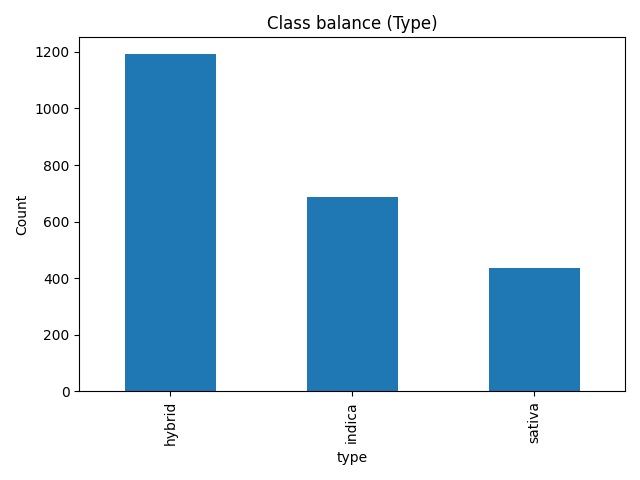 Class balance (Type)
Count
1200
1000
800
600
400
200
0
hybrid
indica
sativa
type